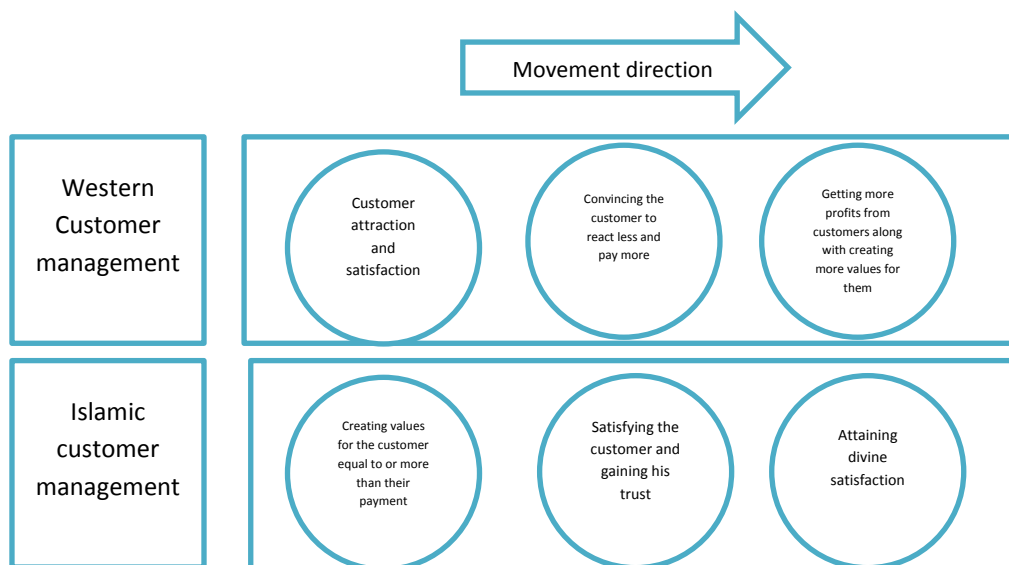 Movement direction
Western
Customer
management
Customer
attraction
and
satisfaction
Convincing the
customer to
react less and
pay more
Getting more
profits from
customers along
with creating
more values for
them
Islamic
customer
management
Creating values
for the customer
equal to or more
than their
payment
Satisfying the
customer and
gaining his
trust
Attaining
divine
satisfaction